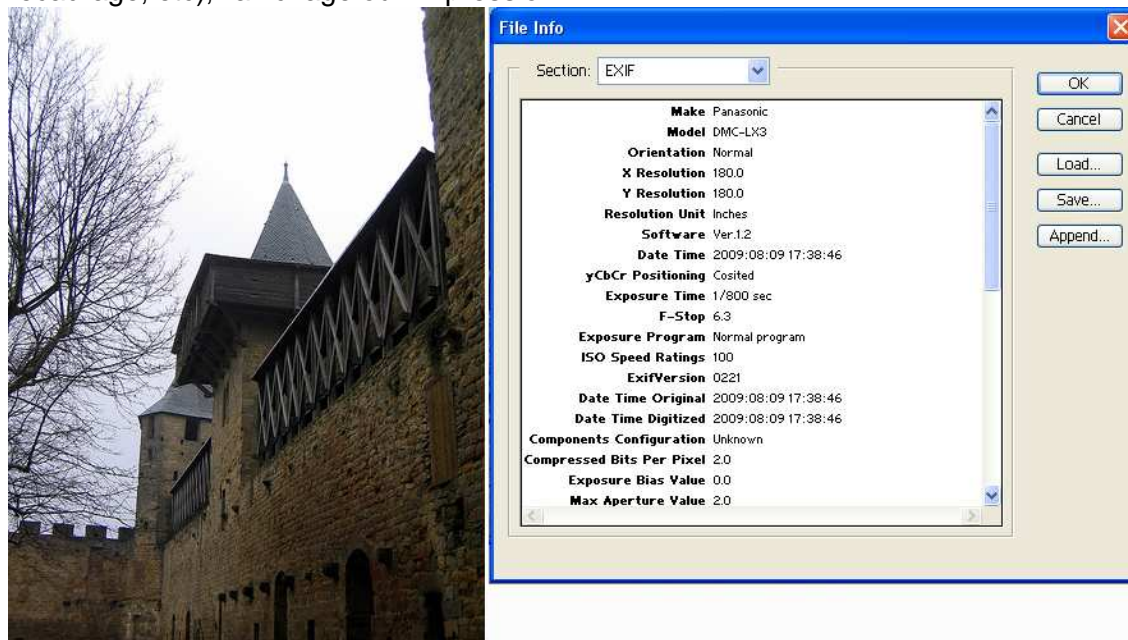 File Info
Section: EXIF
OK
Cancel
Load...
Save...
Append...
Make Panasonic
Model DMC-LX3
Orientation Normal
X Resolution 180.0
Y Resolution 180.0
Resolution Unit Inches
Software Ver.1.2
Date Time 2009:08:09 17:38:46
yCbCr Positioning Cosited
Exposure Time 1/800 sec
F-Stop 6.3
Exposure Program Normal program
ISO Speed Ratings 100
ExifVersion 0221
Date Time Original 2009:08:09 17:38:46
Date Time Digitized 2009:08:09 17:38:46
Components Configuration Unknown
Compressed Bits Per Pixel 2.0
Exposure Bias Value 0.0
Max Aperture Value 2.0